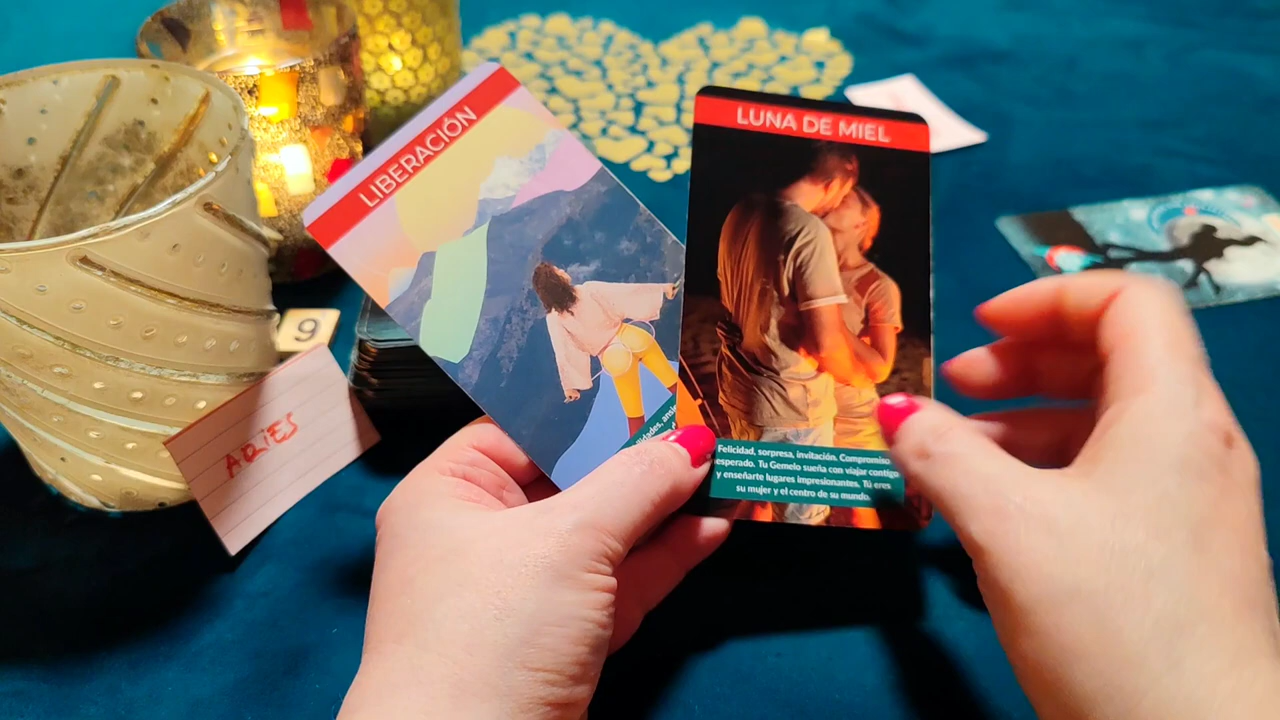 LIBERACIÓN
LUNA DE MIEL
9
ARIES
Felicidad, sorpresa, invitación. Compromiso
esperado. Tu Gemelo sueña con viajar contigo
y enseñarte lugares impresionantes. Tú eres
su mujer y el centro de su mundo.